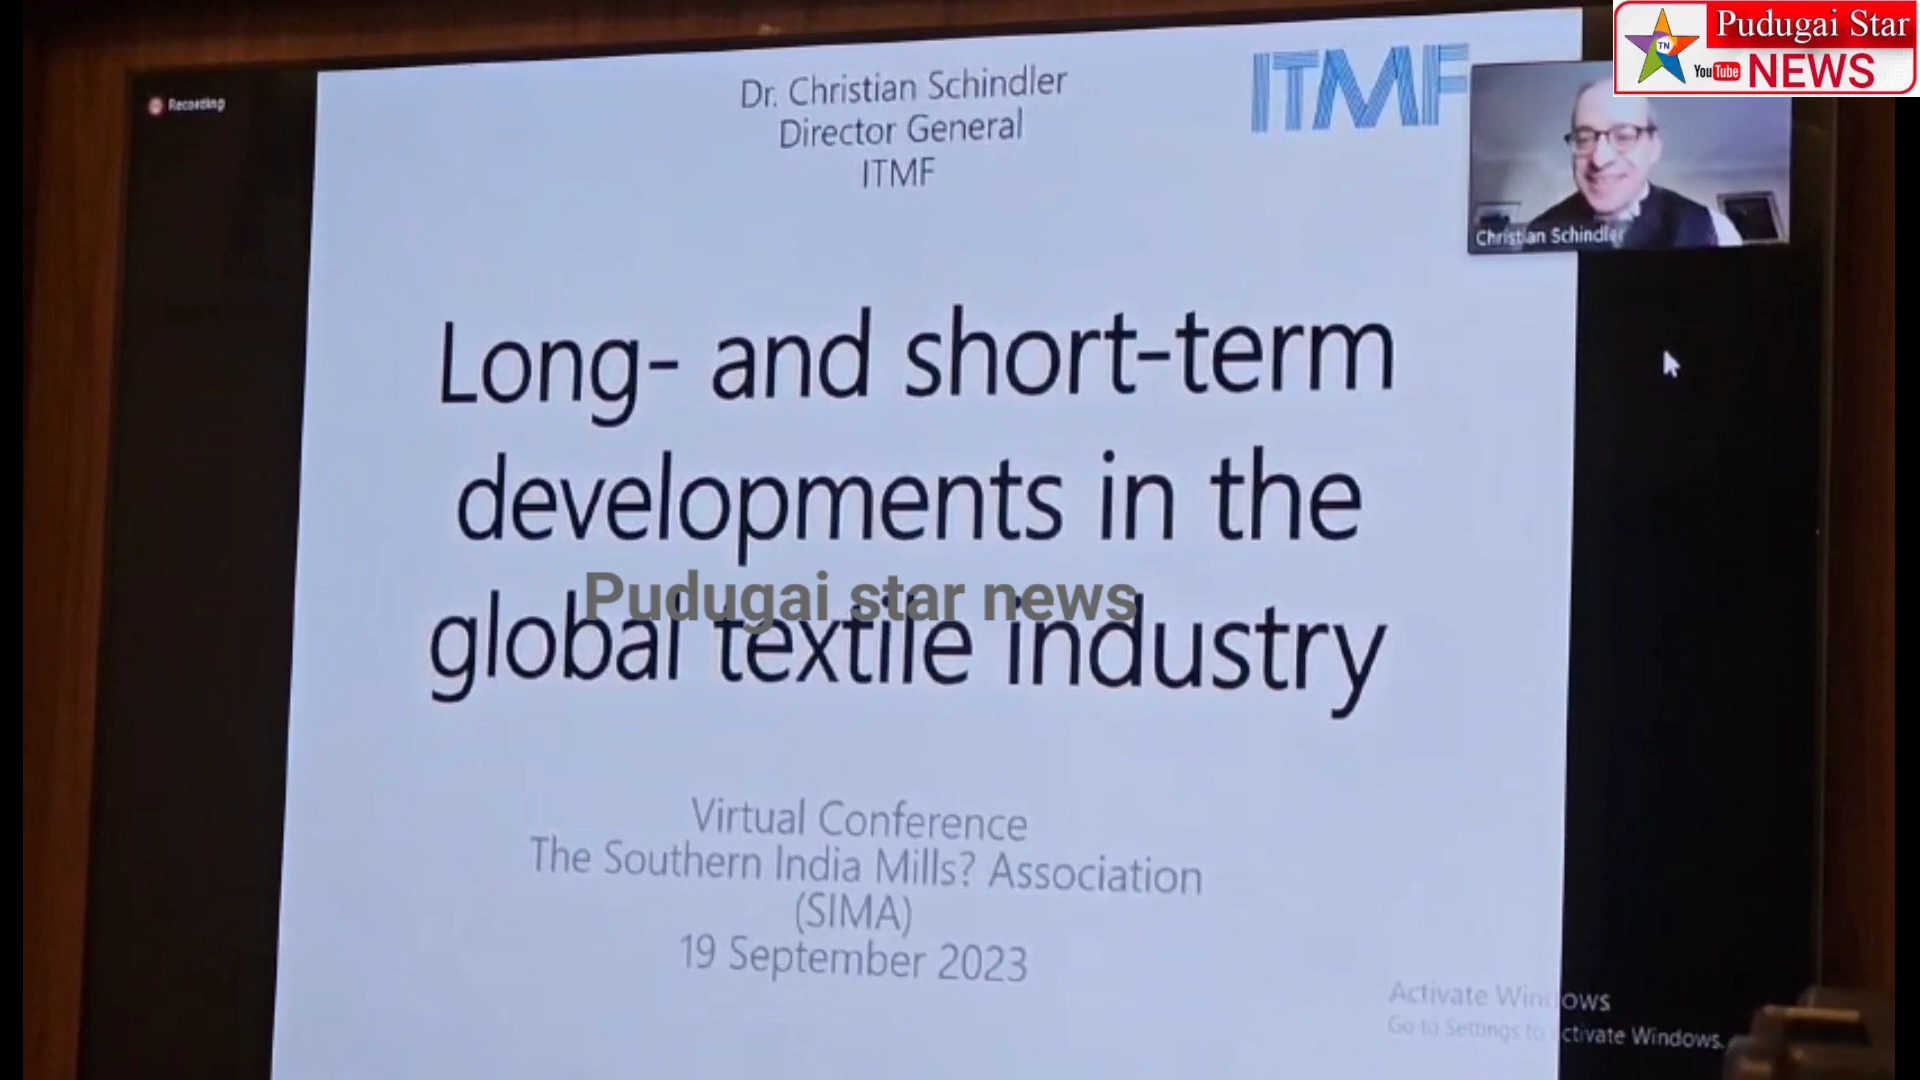 Pudugai Star
TN
YouTube NEWS
Recording
Dr. Christian Schindler
Director General
ITMF
ITMF
Christian Schindler
Long- and short-term
developments in the
global textile industry
Pudugai star news
Virtual Conference
The Southern India Mills? Association
(SIMA)
19 September 2023
Activate Windows
Go to Settings to activate Windows.